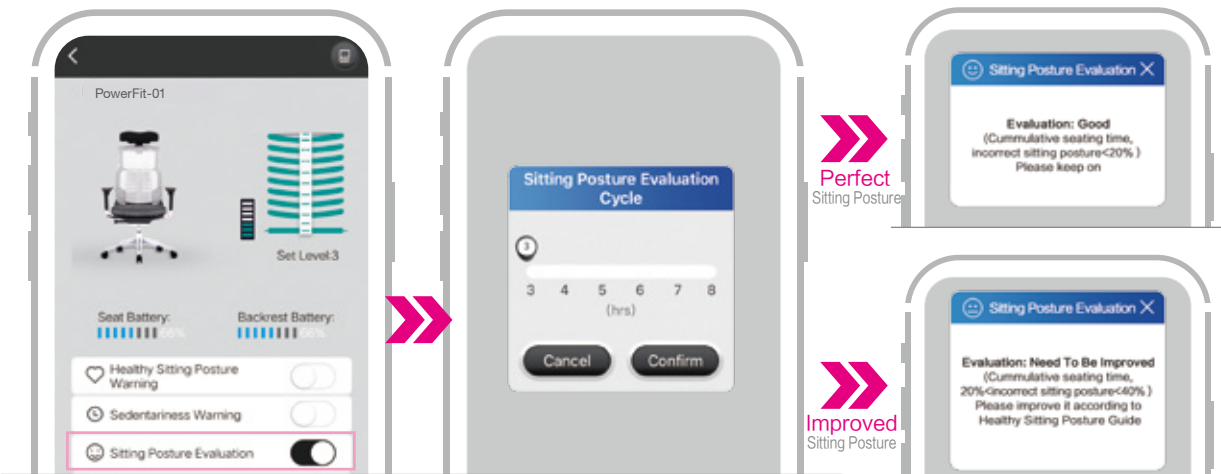 PowerFit-01
Set Level:3
Seat Battery:
66%
Backrest Battery:
66%
Healthy Sitting Posture
Warning
Sedentariness Warning
Sitting Posture Evaluation
Sitting Posture Evaluation
Cycle
3
3 4 5 6 7 8
(hrs)
Cancel
Confirm
Perfect
Sitting Posture
Sitting Posture Evaluation
Evaluation: Good
(Cummulative seating time,
incorrect sitting posture<20% )
Please keep on
Improved
Sitting Posture
Sitting Posture Evaluation
Evaluation: Need To Be Improved
(Cummulative seating time,
20%<incorrect sitting posture<40% )
Please improve it according to
Healthy Sitting Posture Guide